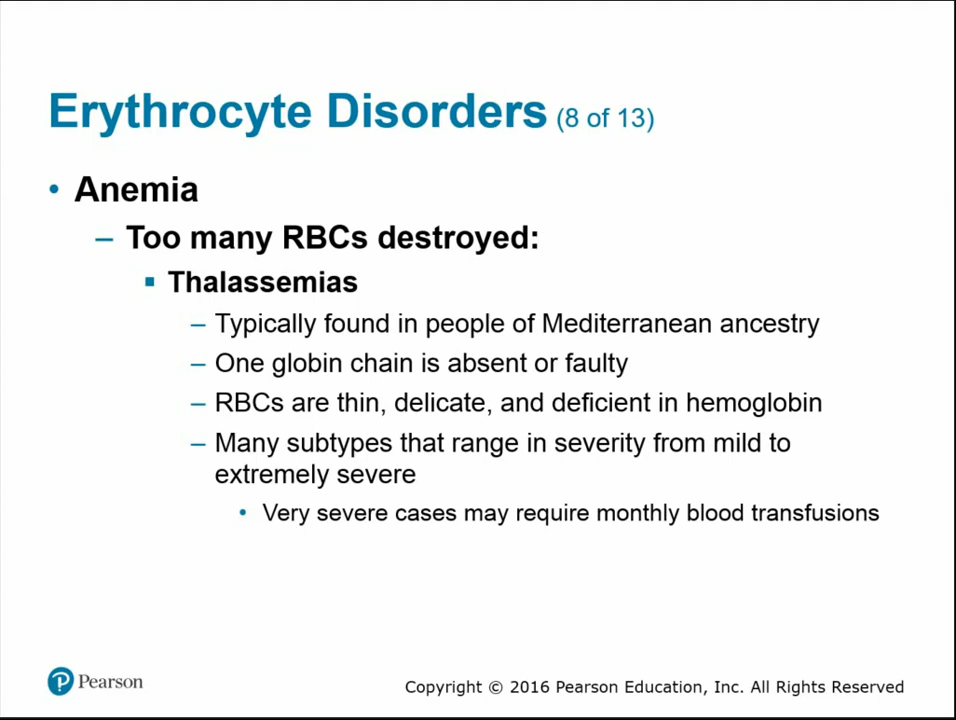 Erythrocyte Disorders (8 of 13)
• Anemia
– Too many RBCs destroyed:
▪ Thalassemias
– Typically found in people of Mediterranean ancestry
– One globin chain is absent or faulty
– RBCs are thin, delicate, and deficient in hemoglobin
– Many subtypes that range in severity from mild to
extremely severe
• Very severe cases may require monthly blood transfusions
P Pearson
Copyright © 2016 Pearson Education, Inc. All Rights Reserved